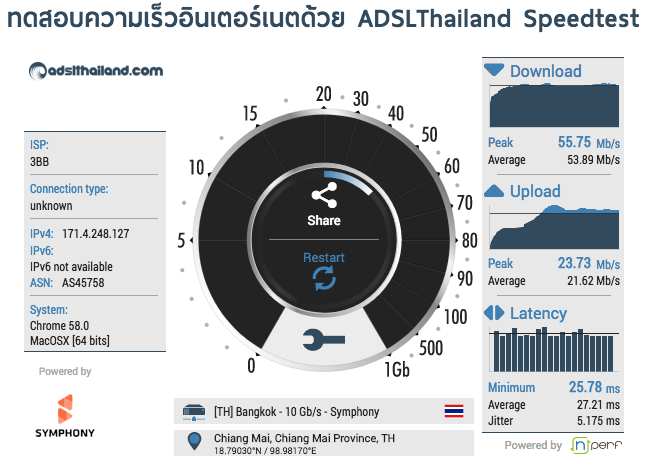 ทดสอบความเร็วอินเตอร์เนตด้วย ADSLThailand Speedtest
adslthailand.com
ISP:
3BB
Connection type:
unknown
IPv4: 171.4.248.127
IPv6:
IPv6 not available
ASN: AS45758
System:
Chrome 58.0
MacOSX [64 bits]
Powered by
SYMPHONY
0
5
10
15
20
30
40
50
60
70
80
90
100
500
1Gb
Share
Restart
[TH] Bangkok - 10 Gb/s - Symphony
Chiang Mai, Chiang Mai Province, TH
18.79030°N / 98.98170°E
Download
Peak 55.75 Mb/s
Average 53.89 Mb/s
Upload
Peak 23.73 Mb/s
Average 21.62 Mb/s
Latency
Minimum 25.78 ms
Average 27.21 ms
Jitter 5.175 ms
Powered by nperf